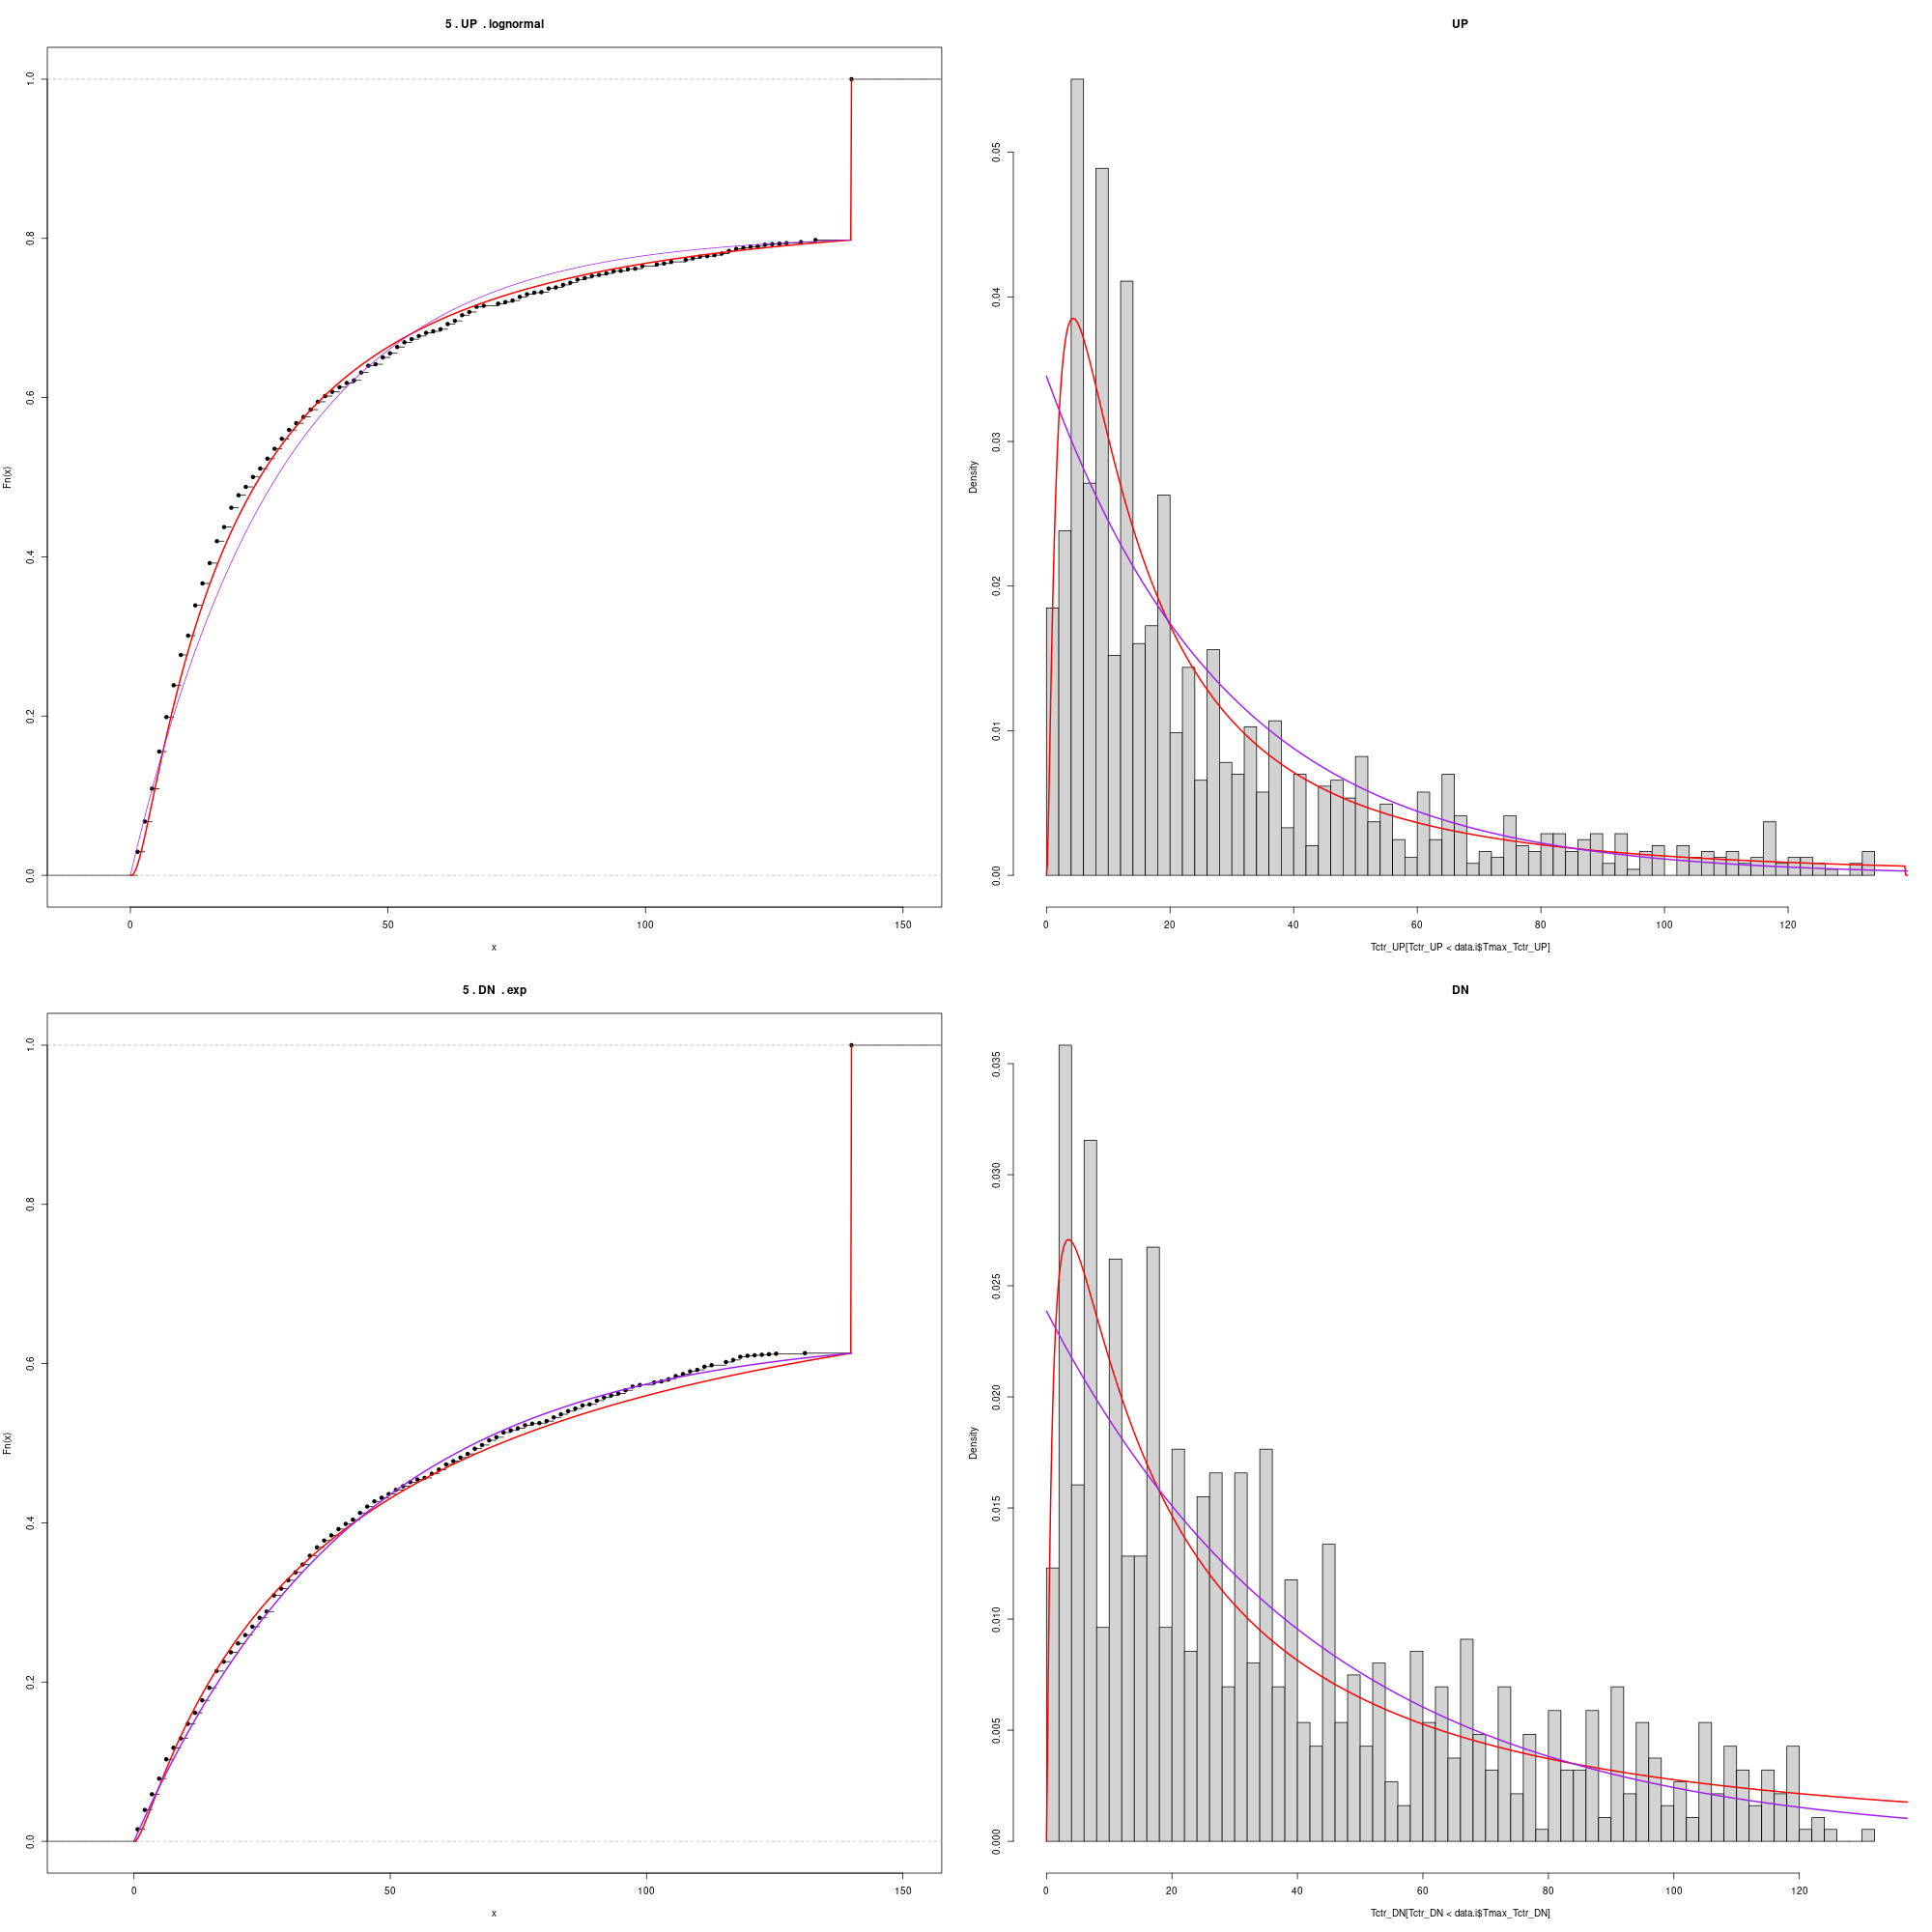 5 . UP . lognormal
Fn(x)
0.0 0.2 0.4 0.6 0.8 1.0
0 50 100 150
x
UP
Density
0.00 0.01 0.02 0.03 0.04 0.05
0 20 40 60 80 100 120
Tctr_UP[Tctr_UP < data.i$Tmax_Tctr_UP]
5 . DN . exp
Fn(x)
0.0 0.2 0.4 0.6 0.8 1.0
0 50 100 150
x
DN
Density
0.000 0.005 0.010 0.015 0.020 0.025 0.030 0.035
0 20 40 60 80 100 120
Tctr_DN[Tctr_DN < data.i$Tmax_Tctr_DN]